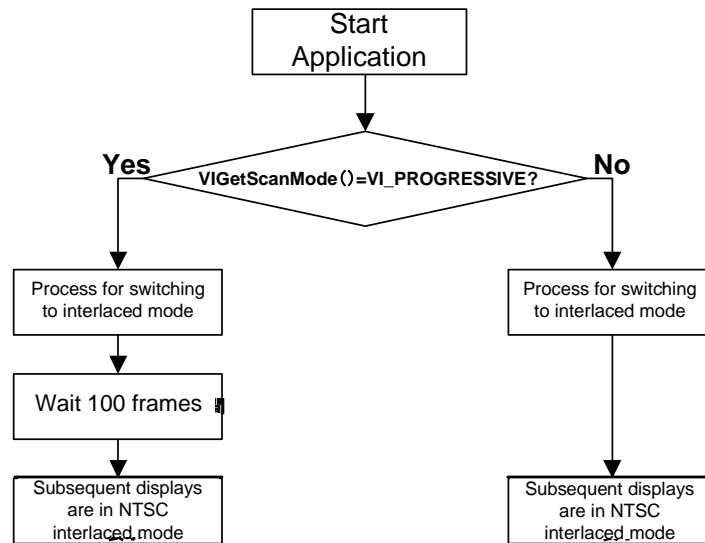 Start
Application
Yes
No
VIGetScanMode()=VI_PROGRESSIVE?
Process for switching
to interlaced mode
Process for switching
to interlaced mode
Wait 100 frames
Subsequent displays
are in NTSC
interlaced mode
Subsequent displays
are in NTSC
interlaced mode